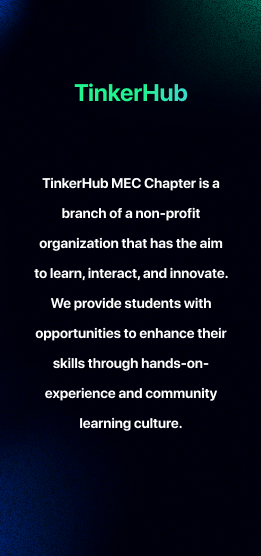 TinkerHub
TinkerHub MEC Chapter is a
branch of a non-profit
organization that has the aim
to learn, interact, and innovate.
We provide students with
opportunities to enhance their
skills through hands-on-
experience and community
learning culture.